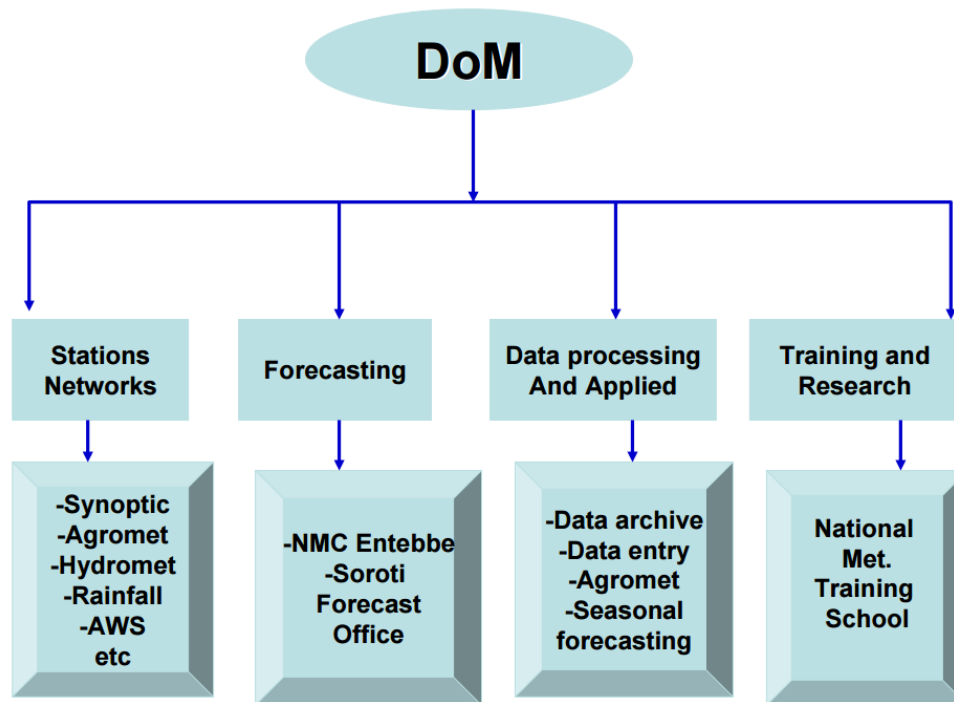 DoM
Stations
Networks
Forecasting
Data processing
And Applied
Training and
Research
-Synoptic
-Agromet
-Hydromet
-Rainfall
-AWS
etc
-NMC Entebbe
-Soroti
Forecast
Office
-Data archive
-Data entry
-Agromet
-Seasonal
forecasting
National
Met.
Training
School